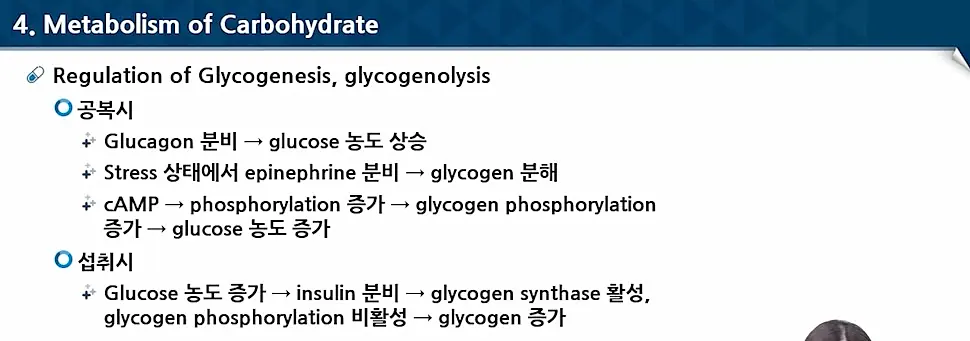 4. Metabolism of Carbohydrate
Regulation of Glycogenesis, glycogenolysis
공복시
Glucagon 분비 → glucose 농도 상승
Stress 상태에서 epinephrine 분비 → glycogen 분해
cAMP → phosphorylation 증가 → glycogen phosphorylation
증가 → glucose 농도 증가
섭취시
Glucose 농도 증가 → insulin 분비 → glycogen synthase 활성,
glycogen phosphorylation 비활성 → glycogen 증가